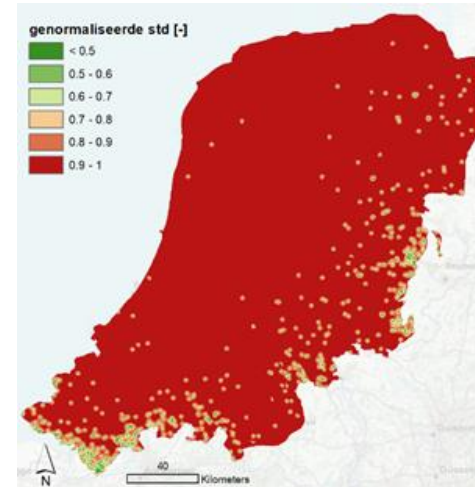 genormaliseerde std [-]
< 0.5
0.5 - 0.6
0.6 - 0.7
0.7 - 0.8
0.8 - 0.9
0.9 - 1
N
40
Kilometers